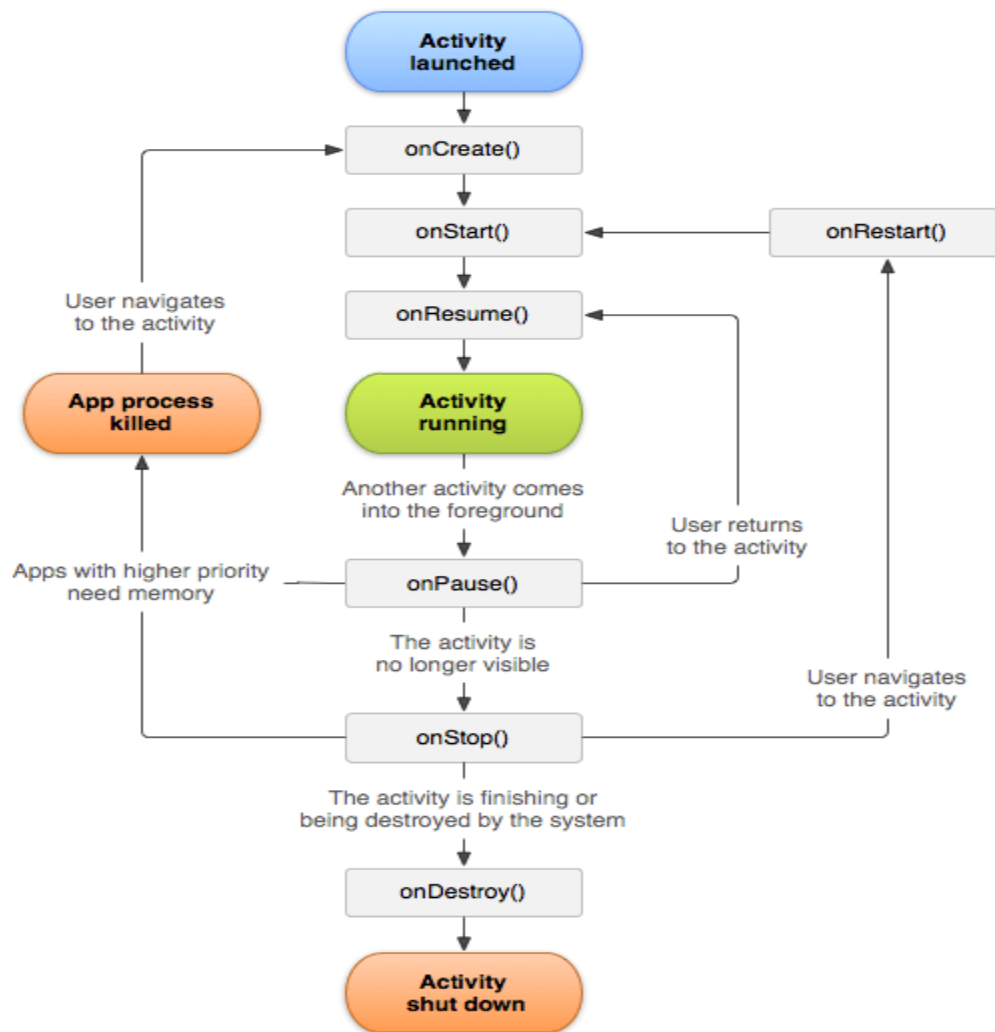 Activity
launched
onCreate()
onStart()
onRestart()
User navigates
to the activity
onResume()
App process
killed
Activity
running
Another activity comes
into the foreground
User returns
to the activity
Apps with higher priority
need memory
onPause()
The activity is
no longer visible
User navigates
to the activity
onStop()
The activity is finishing or
being destroyed by the system
onDestroy()
Activity
shut down